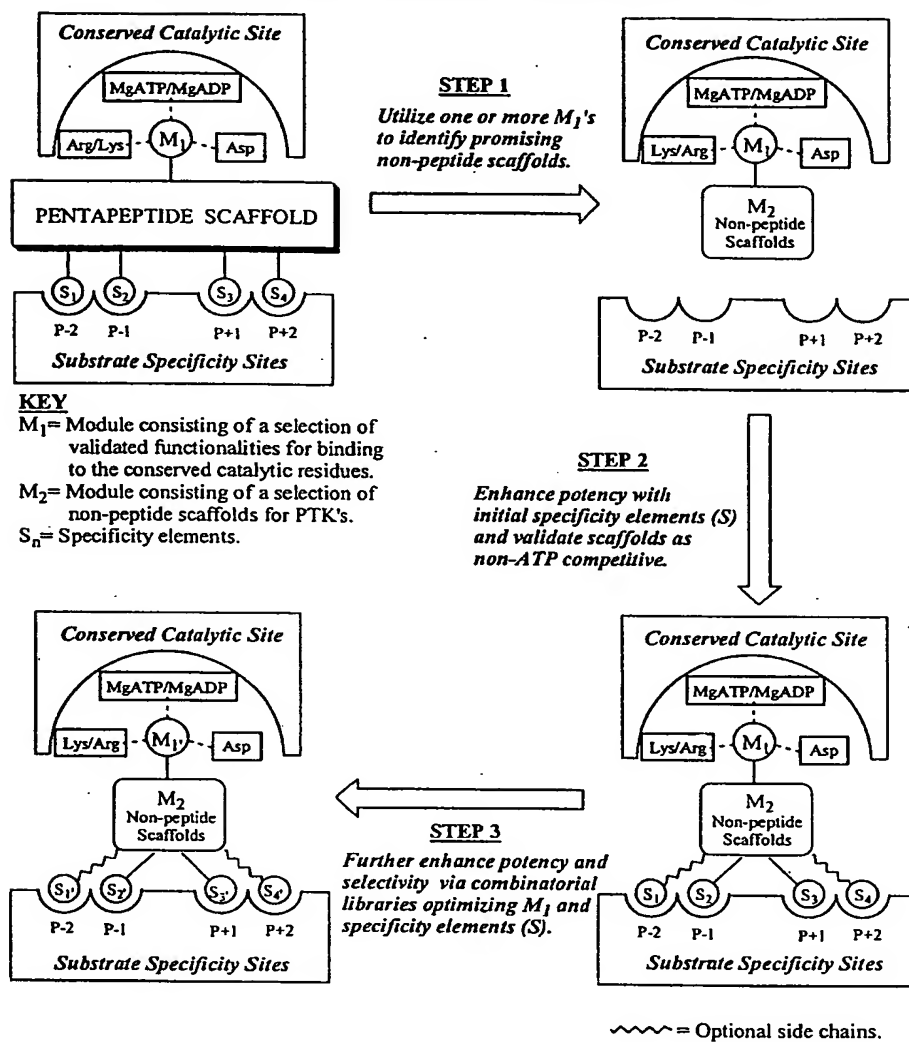 Conserved Catalytic Site
MgATP/MgADP
Arg/Lys
M1
Asp
PENTAPEPTIDE SCAFFOLD
S1
S2
S3
S4
P-2
P-1
P+1
P+2
Substrate Specificity Sites
STEP 1
Utilize one or more M1's
to identify promising
non-peptide scaffolds.
Conserved Catalytic Site
MgATP/MgADP
Lys/Arg
M1
Asp
M2
Non-peptide
Scaffolds
P-2
P-1
P+1
P+2
Substrate Specificity Sites
KEY
M1= Module consisting of a selection of
validated functionalities for binding
to the conserved catalytic residues.
M2= Module consisting of a selection of
non-peptide scaffolds for PTK's.
Sn= Specificity elements.
STEP 2
Enhance potency with
initial specificity elements (S)
and validate scaffolds as
non-ATP competitive.
Conserved Catalytic Site
MgATP/MgADP
Lys/Arg
M1'
Asp
M2
Non-peptide
Scaffolds
S1'
S2'
S3'
S4'
P-2
P-1
P+1
P+2
Substrate Specificity Sites
STEP 3
Further enhance potency and
selectivity via combinatorial
libraries optimizing M1 and
specificity elements (S).
Conserved Catalytic Site
MgATP/MgADP
Lys/Arg
M1
Asp
M2
Non-peptide
Scaffolds
S1
S2
S3
S4
P-2
P-1
P+1
P+2
Substrate Specificity Sites
= Optional side chains.